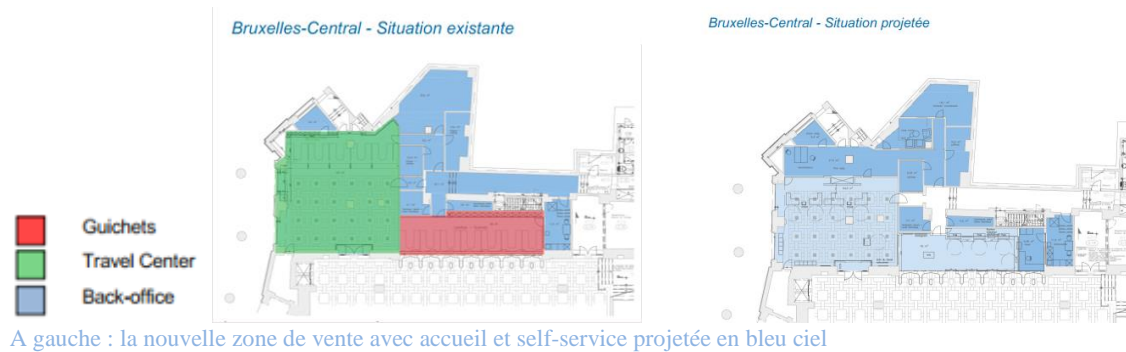 Bruxelles-Central - Situation existante
Bruxelles-Central - Situation projetée
Guichets
Travel Center
Back-office
A gauche : la nouvelle zone de vente avec accueil et self-service projetée en bleu ciel